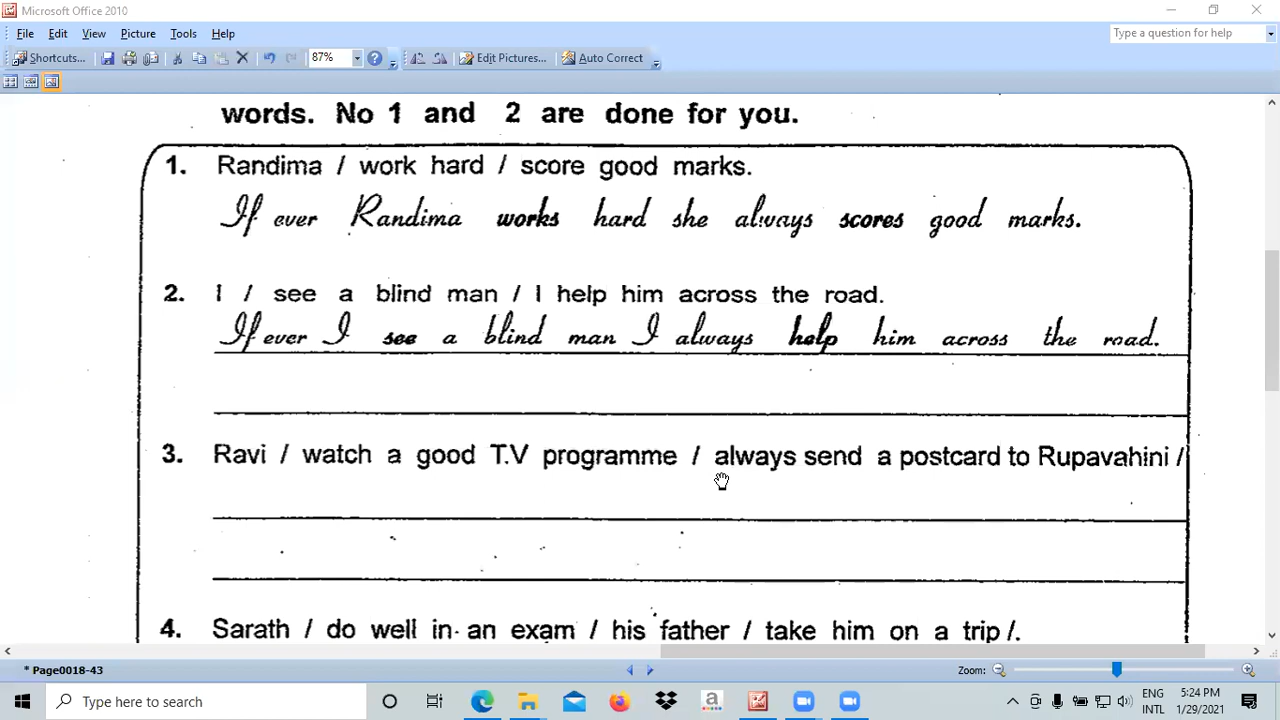 Microsoft Office 2010
File Edit View Picture Tools Help
Type a question for help
Shortcuts... 87% Edit Pictures... Auto Correct
words. No 1 and 2 are done for you.
1. Randima / work hard / score good marks.
If ever Randima works hard she always scores good marks.
2. I / see a blind man / I help him across the road.
If ever I see a blind man I always help him across the road.
3. Ravi / watch a good T.V programme / always send a postcard to Rupavahini /
4. Sarath / do well in an exam / his father / take him on a trip /.
* Page0018-43 Zoom:
Type here to search
ENG 5:24 PM
INTL 1/29/2021